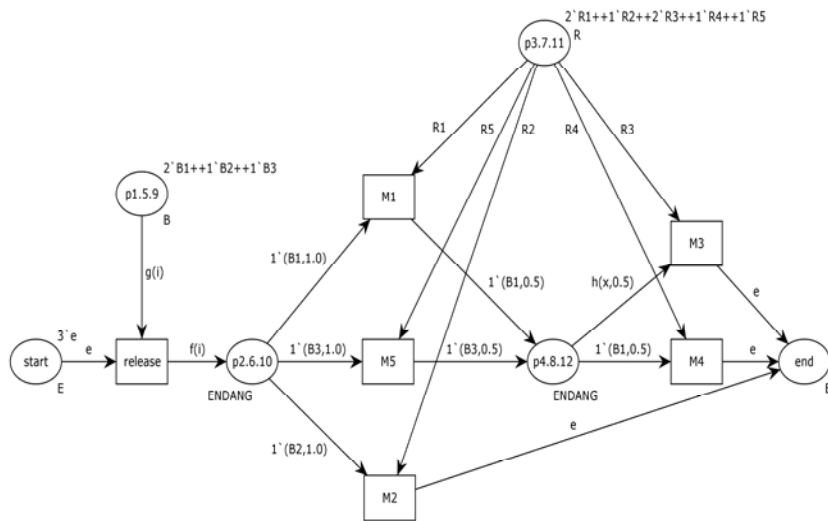 2`R1++1`R2++2`R3++1`R4++1`R5
p3.7.11
R
R1
R5
R2
R4
R3
2`B1++1`B2++1`B3
p1.5.9
B
M1
M3
g(i)
1`(B1,1.0)
1`(B1,0.5)
h(x,0.5)
e
3`e
start
e
release
f(i)
p2.6.10
1`(B3,1.0)
M5
1`(B3,0.5)
p4.8.12
1`(B1,0.5)
M4
e
end
E
ENDANG
ENDANG
E
1`(B2,1.0)
e
M2